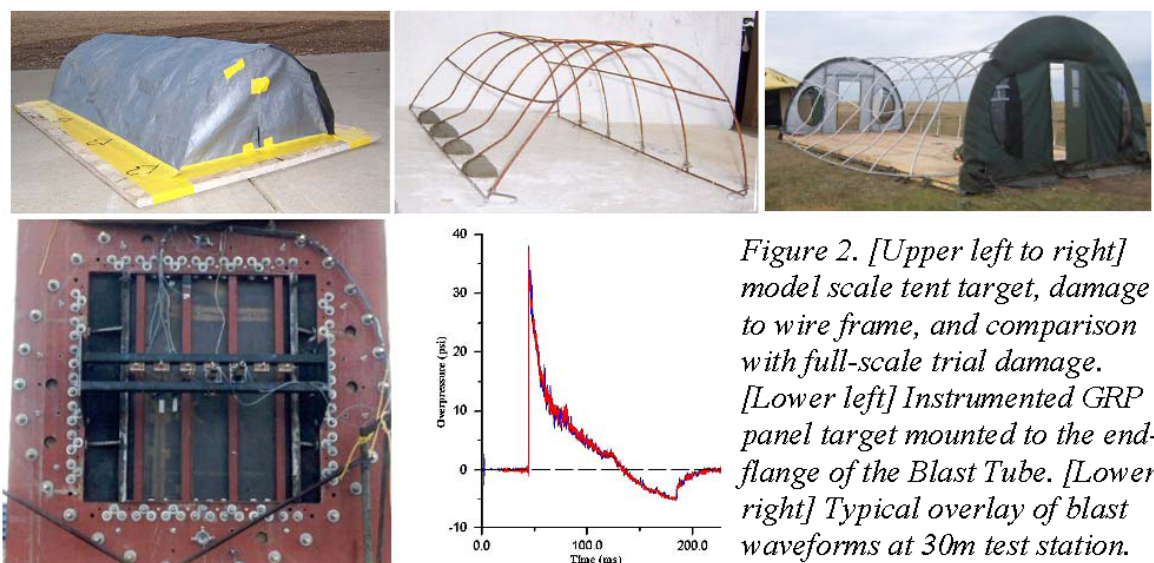 40
30
20
10
0
-10
Overpressure (psi)
0.0
100.0
200.0
Time (ms)
Figure 2. [Upper left to right]
model scale tent target, damage
to wire frame, and comparison
with full-scale trial damage.
[Lower left] Instrumented GRP
panel target mounted to the end-
flange of the Blast Tube. [Lower
right] Typical overlay of blast
waveforms at 30m test station.